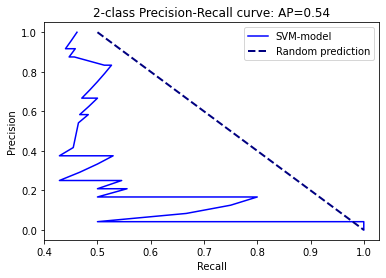 2-class Precision-Recall curve: AP=0.54
SVM-model
Random prediction
Precision
1.0
0.8
0.6
0.4
0.2
0.0
0.4
0.5
0.6
0.7
0.8
0.9
1.0
Recall